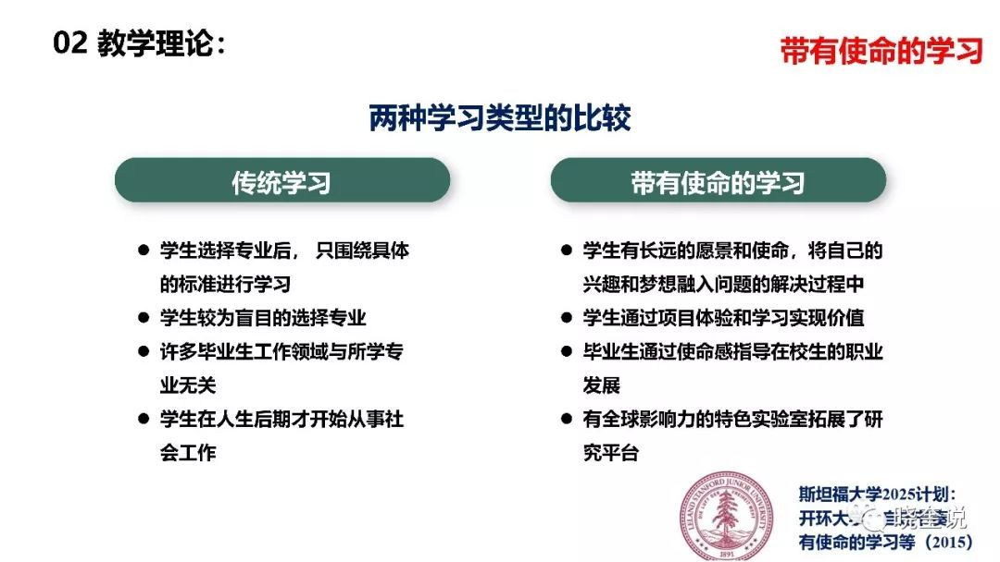 02 教学理论：
带有使命的学习
两种学习类型的比较
传统学习
● 学生选择专业后， 只围绕具体
的标准进行学习
● 学生较为盲目的选择专业
● 许多毕业生工作领域与所学专
业无关
● 学生在人生后期才开始从事社
会工作
带有使命的学习
● 学生有长远的愿景和使命，将自己的
兴趣和梦想融入问题的解决过程中
● 学生通过项目体验和学习实现价值
● 毕业生通过使命感指导在校生的职业
发展
● 有全球影响力的特色实验室拓展了研
究平台
LELAND STANFORD JUNIOR UNIVERSITY
1891
斯坦福大学2025计划：
开环大
晓奎说
有使命的学习等（2015）